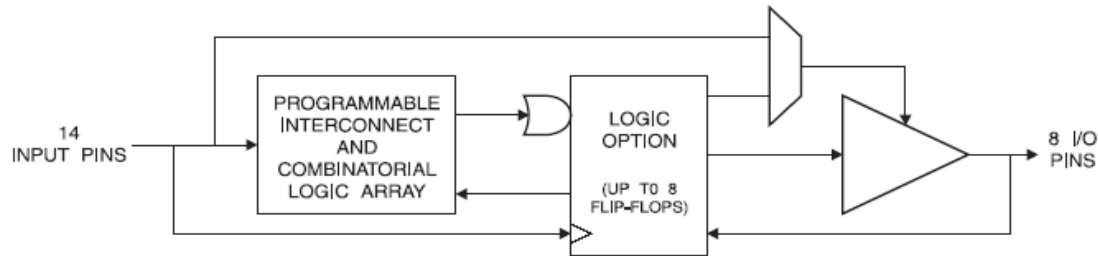 14
INPUT PINS
PROGRAMMABLE
INTERCONNECT
AND
COMBINATORIAL
LOGIC ARRAY
LOGIC
OPTION
(UP T0 8
FLIP-FLOPS)
8 I/O
PINS